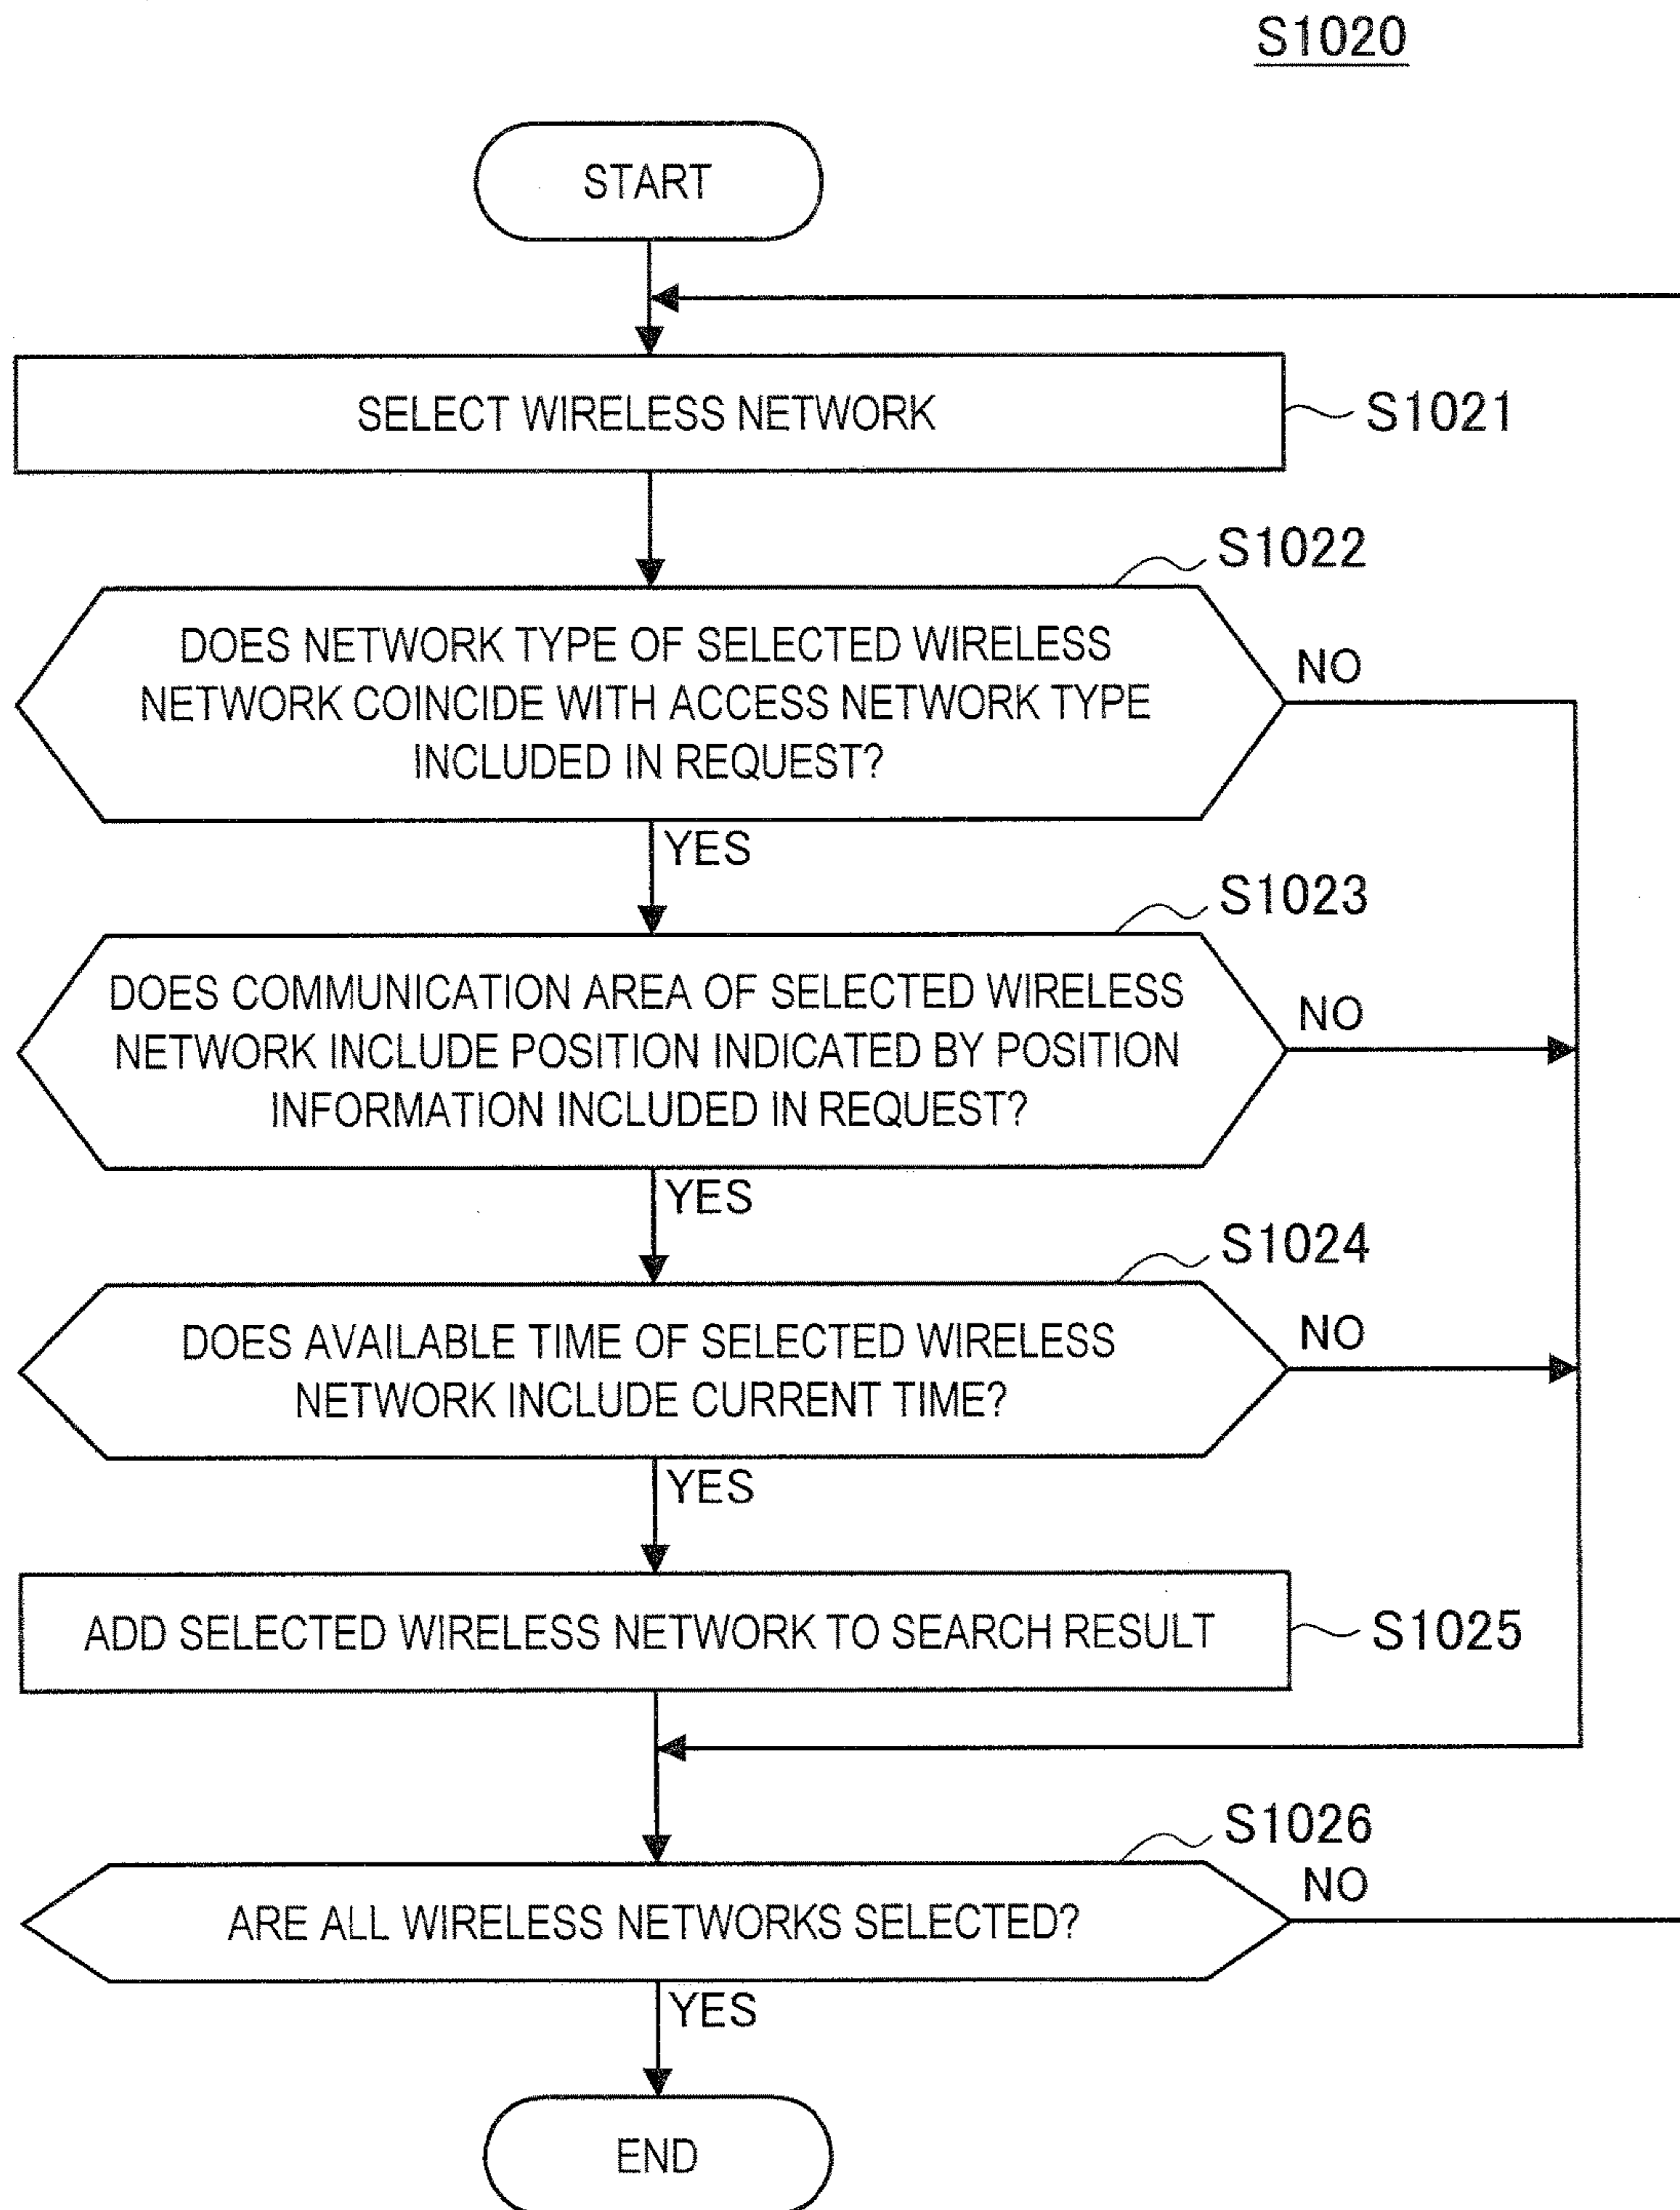 S1020
START
SELECT WIRELESS NETWORK
S1021
S1022
DOES NETWORK TYPE OF SELECTED WIRELESS
NETWORK COINCIDE WITH ACCESS NETWORK TYPE
INCLUDED IN REQUEST?
NO
YES
S1023
DOES COMMUNICATION AREA OF SELECTED WIRELESS
NETWORK INCLUDE POSITION INDICATED BY POSITION
INFORMATION INCLUDED IN REQUEST?
NO
YES
S1024
DOES AVAILABLE TIME OF SELECTED WIRELESS
NETWORK INCLUDE CURRENT TIME?
NO
YES
ADD SELECTED WIRELESS NETWORK TO SEARCH RESULT
S1025
S1026
ARE ALL WIRELESS NETWORKS SELECTED?
NO
YES
END